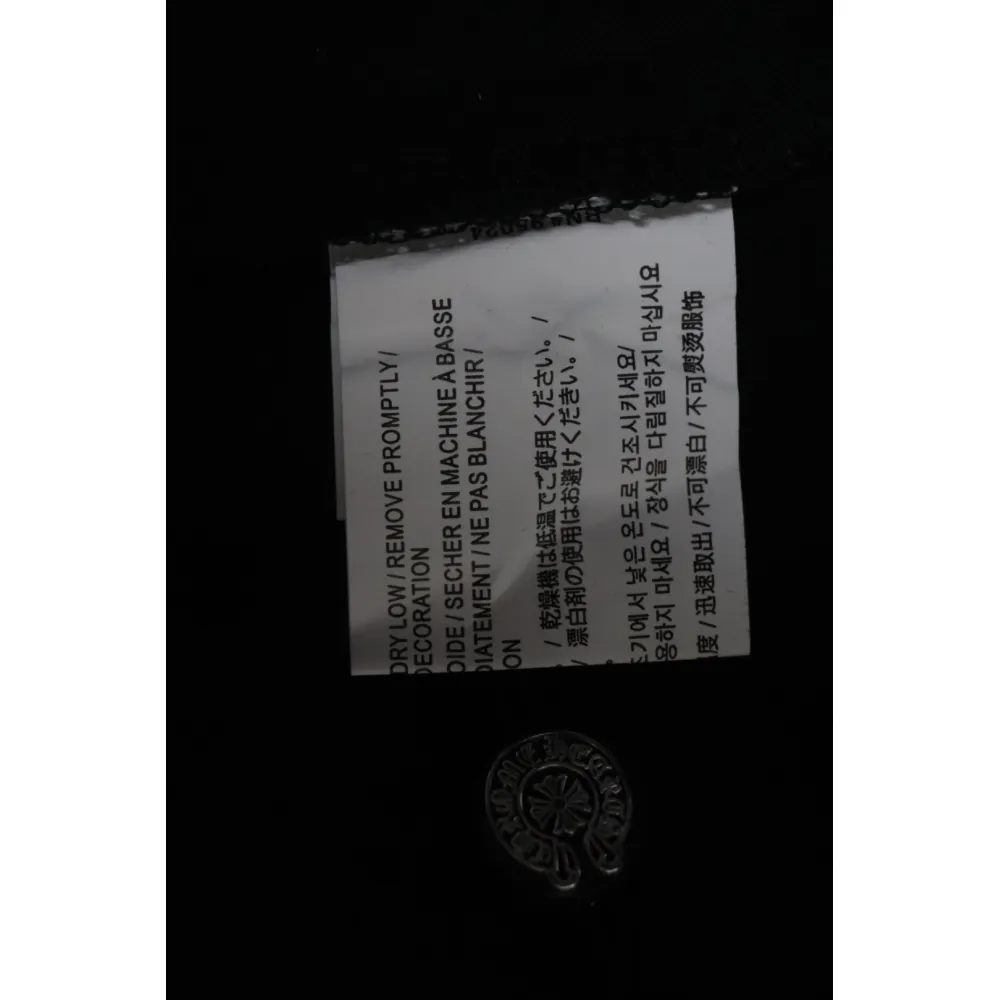 RN# 95024
DRY LOW / REMOVE PROMPTLY /
DECORATION
OIDE / SECHER EN MACHINE À BASSE
DIATEMENT / NE PAS BLANCHIR /
ON
/ 乾燥機は低温でご使用ください。 /
/ 漂白剤の使用はお避けくだきい。 /
조기에서 낮은 온도로 건조시키세요/
용하지 마세요 / 장식을 다림질하지 마십시요
度 / 迅速取出 / 不可漂白 / 不可熨烫服饰